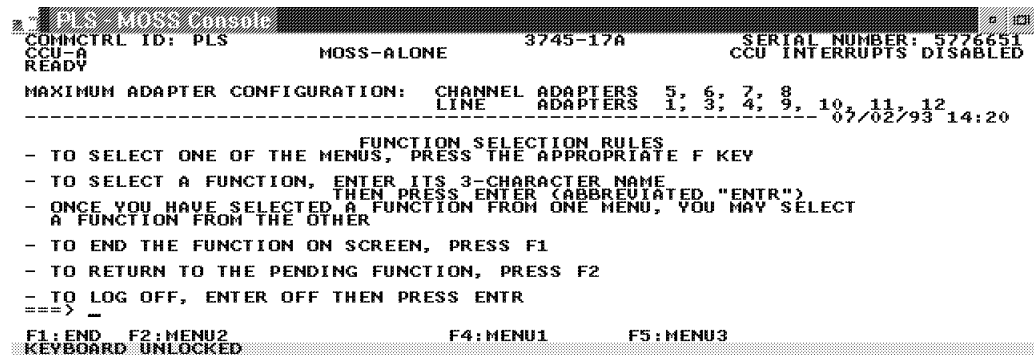 PLS - MOSS Console
COMMCTRL ID: PLS 3745-17A SERIAL NUMBER: 5776651
CCU-A MOSS-ALONE CCU INTERRUPTS DISABLED
READY
MAXIMUM ADAPTER CONFIGURATION: CHANNEL ADAPTERS 5, 6, 7, 8
LINE ADAPTERS 1, 3, 4, 9, 10, 11, 12
------------------------------------------------------------------------------ 07/02/93 14:20
FUNCTION SELECTION RULES
- TO SELECT ONE OF THE MENUS, PRESS THE APPROPRIATE F KEY
- TO SELECT A FUNCTION, ENTER ITS 3-CHARACTER NAME
THEN PRESS ENTER (ABBREVIATED "ENTR")
- ONCE YOU HAVE SELECTED A FUNCTION FROM ONE MENU, YOU MAY SELECT
A FUNCTION FROM THE OTHER
- TO END THE FUNCTION ON SCREEN, PRESS F1
- TO RETURN TO THE PENDING FUNCTION, PRESS F2
- TO LOG OFF, ENTER OFF THEN PRESS ENTR
===> _
F1:END F2:MENU2 F4:MENU1 F5:MENU3
KEYBOARD UNLOCKED